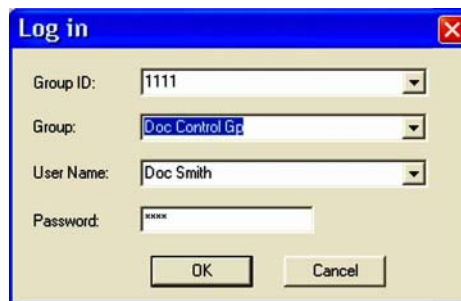 Log in
Group ID: 1111
Group: Doc Control Gp
User Name: Doc Smith
Password: ****
OK Cancel